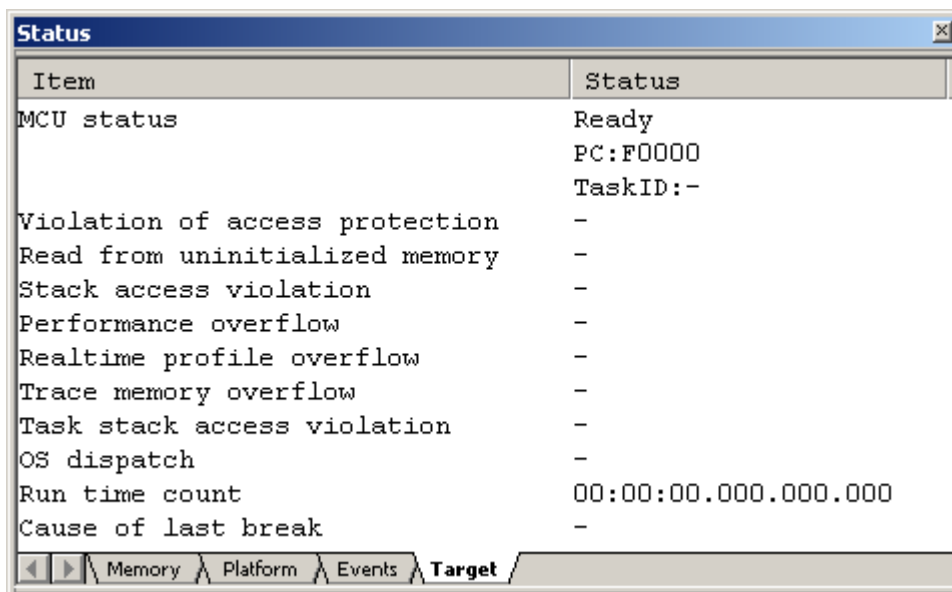 Status
Item Status
MCU status Ready
PC:F0000
TaskID:-
Violation of access protection -
Read from uninitialized memory -
Stack access violation -
Performance overflow -
Realtime profile overflow -
Trace memory overflow -
Task stack access violation -
OS dispatch -
Run time count 00:00:00.000.000.000
Cause of last break -
Memory Platform Events Target